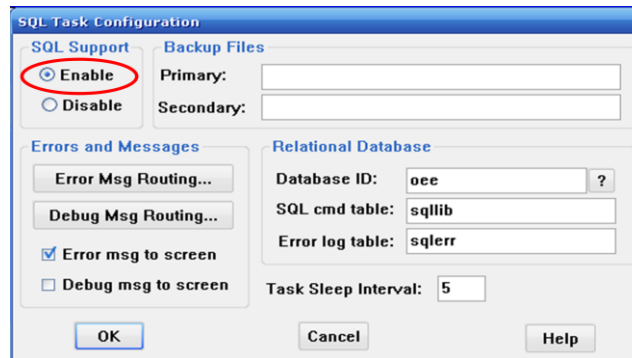 SQL Task Configuration
SQL Support
Enable
Disable
Backup Files
Primary:
Secondary:
Errors and Messages
Error Msg Routing...
Debug Msg Routing...
Error msg to screen
Debug msg to screen
Relational Database
Database ID: oee ?
SQL cmd table: sqllib
Error log table: sqlerr
Task Sleep Interval: 5
OK
Cancel
Help